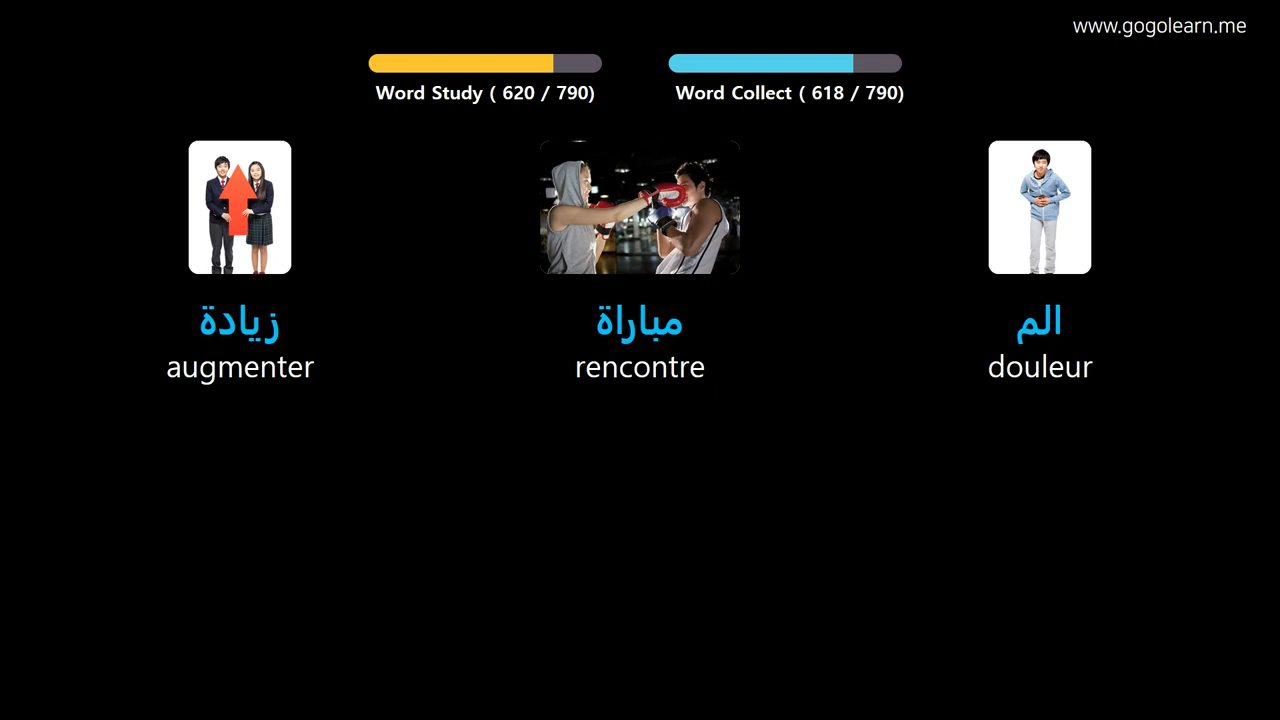 www.gogolearn.me
Word Study ( 620 / 790)
Word Collect ( 618 / 790)
زيادة
augmenter
مباراة
rencontre
الم
douleur